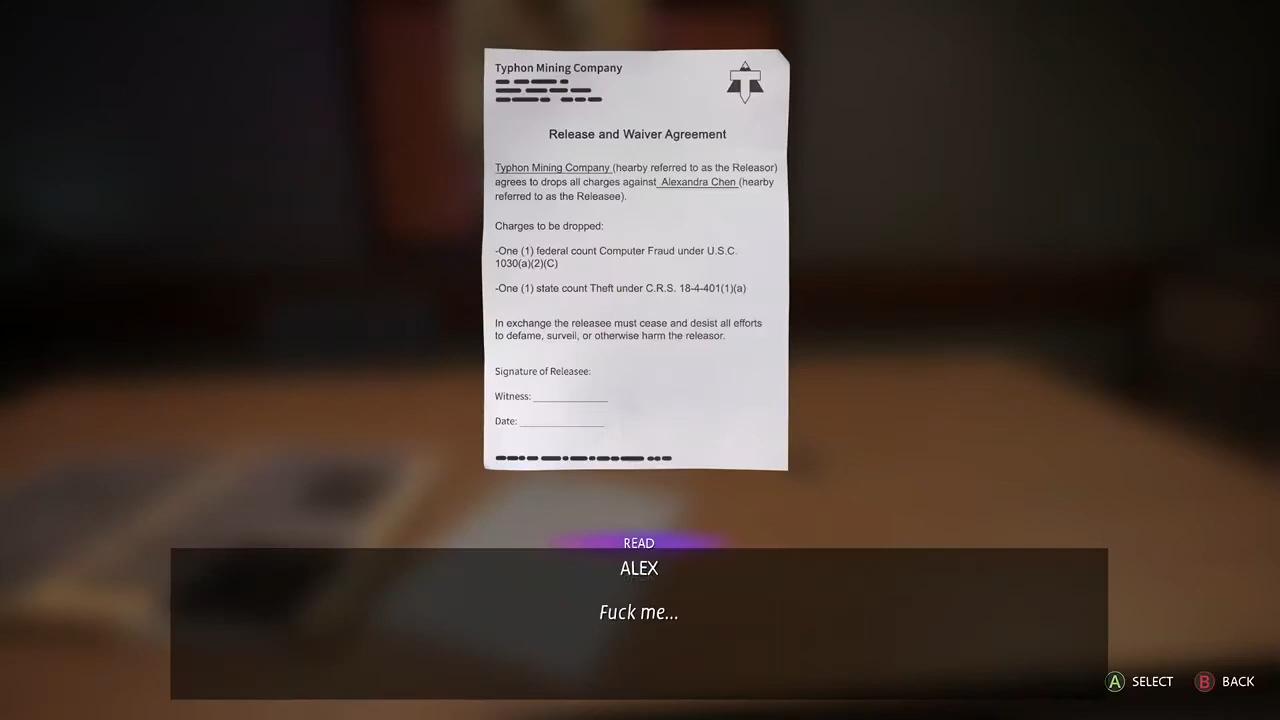 Typhon Mining Company
Release and Waiver Agreement
Typhon Mining Company (hearby referred to as the Releasor)
agrees to drops all charges against Alexandra Chen (hearby
referred to as the Releasee).
Charges to be dropped:
-One (1) federal count Computer Fraud under U.S.C.
1030(a)(2)(C)
-One (1) state count Theft under C.R.S. 18-4-401(1)(a)
In exchange the releasee must cease and desist all efforts
to defame, surveil, or otherwise harm the releasor.
Signature of Releasee:
Witness: ____________
Date: ______________
READ
ALEX
Fuck me...
A SELECT B BACK